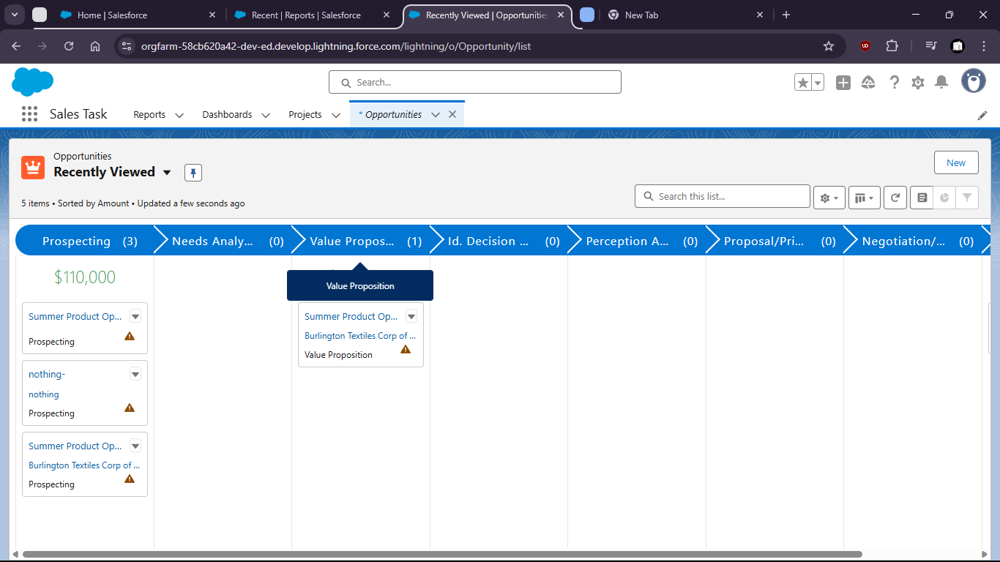 Home | Salesforce
Recent | Reports | Salesforce
Recently Viewed | Opportunities
New Tab
orgfarm-58cb620a42-dev-ed.develop.lightning.force.com/lightning/o/Opportunity/list
Search...
Sales Task
Reports
Dashboards
Projects
* Opportunities
Opportunities
Recently Viewed
New
5 items • Sorted by Amount • Updated a few seconds ago
Search this list...
Prospecting (3)
Needs Analy... (0)
Value Propos... (1)
Id. Decision ... (0)
Perception A... (0)
Proposal/Pri... (0)
Negotiation/... (0)
$110,000
Value Proposition
Summer Product Op...
Prospecting
nothing-
nothing
Prospecting
Summer Product Op...
Burlington Textiles Corp of ...
Prospecting
Summer Product Op...
Burlington Textiles Corp of ...
Value Proposition